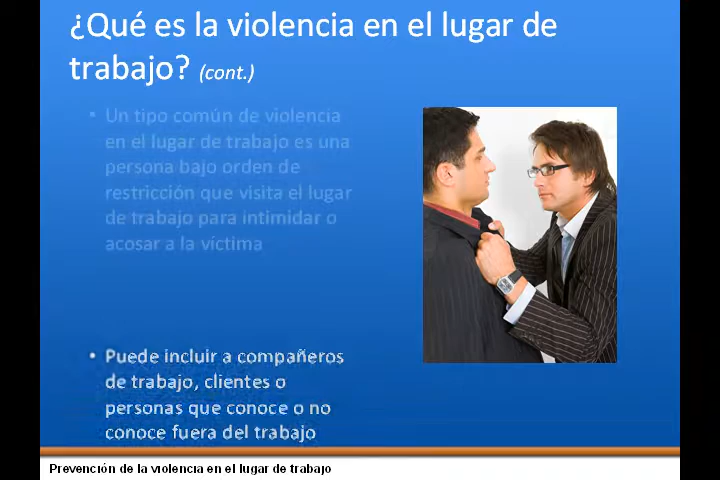 ¿Qué es la violencia en el lugar de
trabajo? (cont.)
• Un tipo común de violencia
en el lugar de trabajo es una
persona bajo orden de
restricción que visita el lugar
de trabajo para intimidar o
acosar a la víctima
• Puede incluir a compañeros
de trabajo, clientes o
personas que conoce o no
conoce fuera del trabajo
Prevención de la violencia en el lugar de trabajo